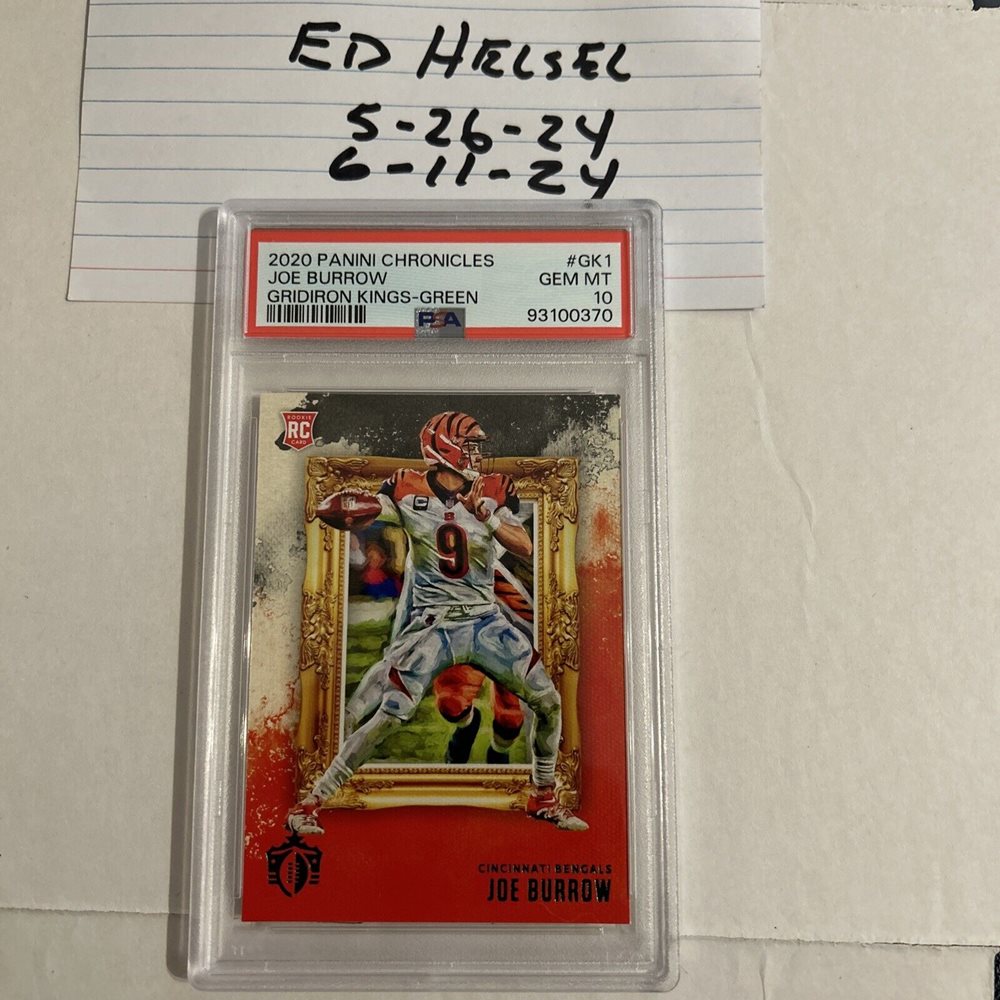 ED HELSEL
5-26-24
6-11-24
2020 PANINI CHRONICLES #GK1
JOE BURROW GEM MT
GRIDIRON KINGS-GREEN 10
PSA 93100370
ROOKIE
RC
CARD
C
9
CINCINNATI BENGALS
JOE BURROW